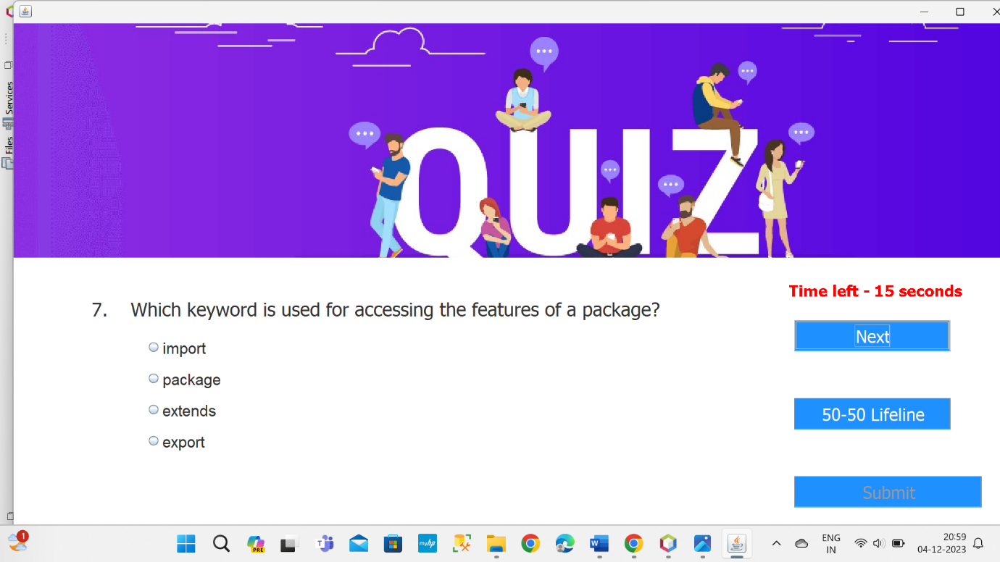 Services
Files
QUIZ
Time left - 15 seconds
7. Which keyword is used for accessing the features of a package?
import
package
extends
export
Next
50-50 Lifeline
Submit
1
PRE
T
myhp
W
ENG
IN
20:59
04-12-2023